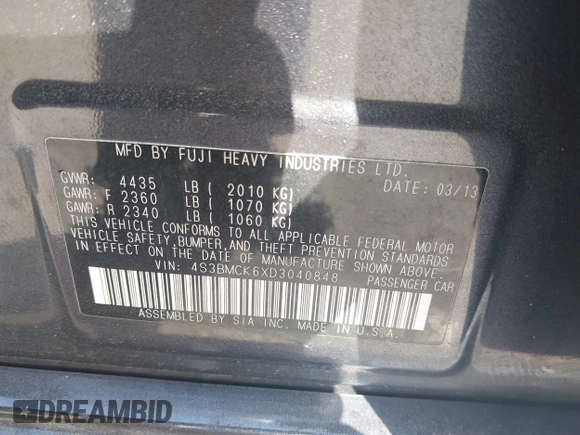 MFD BY FUJI HEAVY INDUSTRIES LTD.
GVWR: 4435 LB ( 2010 KG) DATE: 03/13
GAWR: F 2360 LB ( 1070 KG)
GAWR: R 2340 LB ( 1060 KG)
THIS VEHICLE CONFORMS TO ALL APPLICABLE FEDERAL MOTOR
VEHICLE SAFETY, BUMPER, AND THEFT PREVENTION STANDARDS
IN EFFECT ON THE DATE OF MANUFACTURE SHOWN ABOVE.
VIN: 4S3BMCK6XD3040848 PASSENGER CAR
ASSEMBLED BY SIA INC. MADE IN U.S.A.
DREAMBID